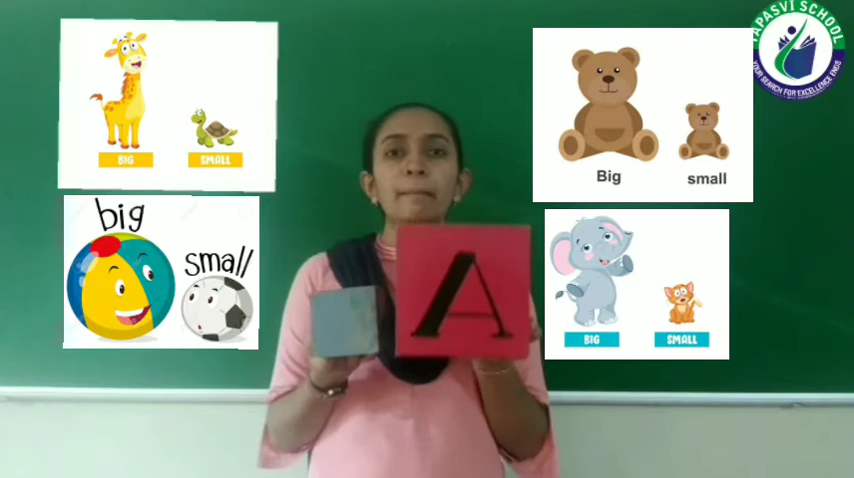 BIG SMALL
big
small
A
Big small
BIG SMALL
TAPASVI SCHOOL
YOUR SEARCH FOR EXCELLENCE ENDS